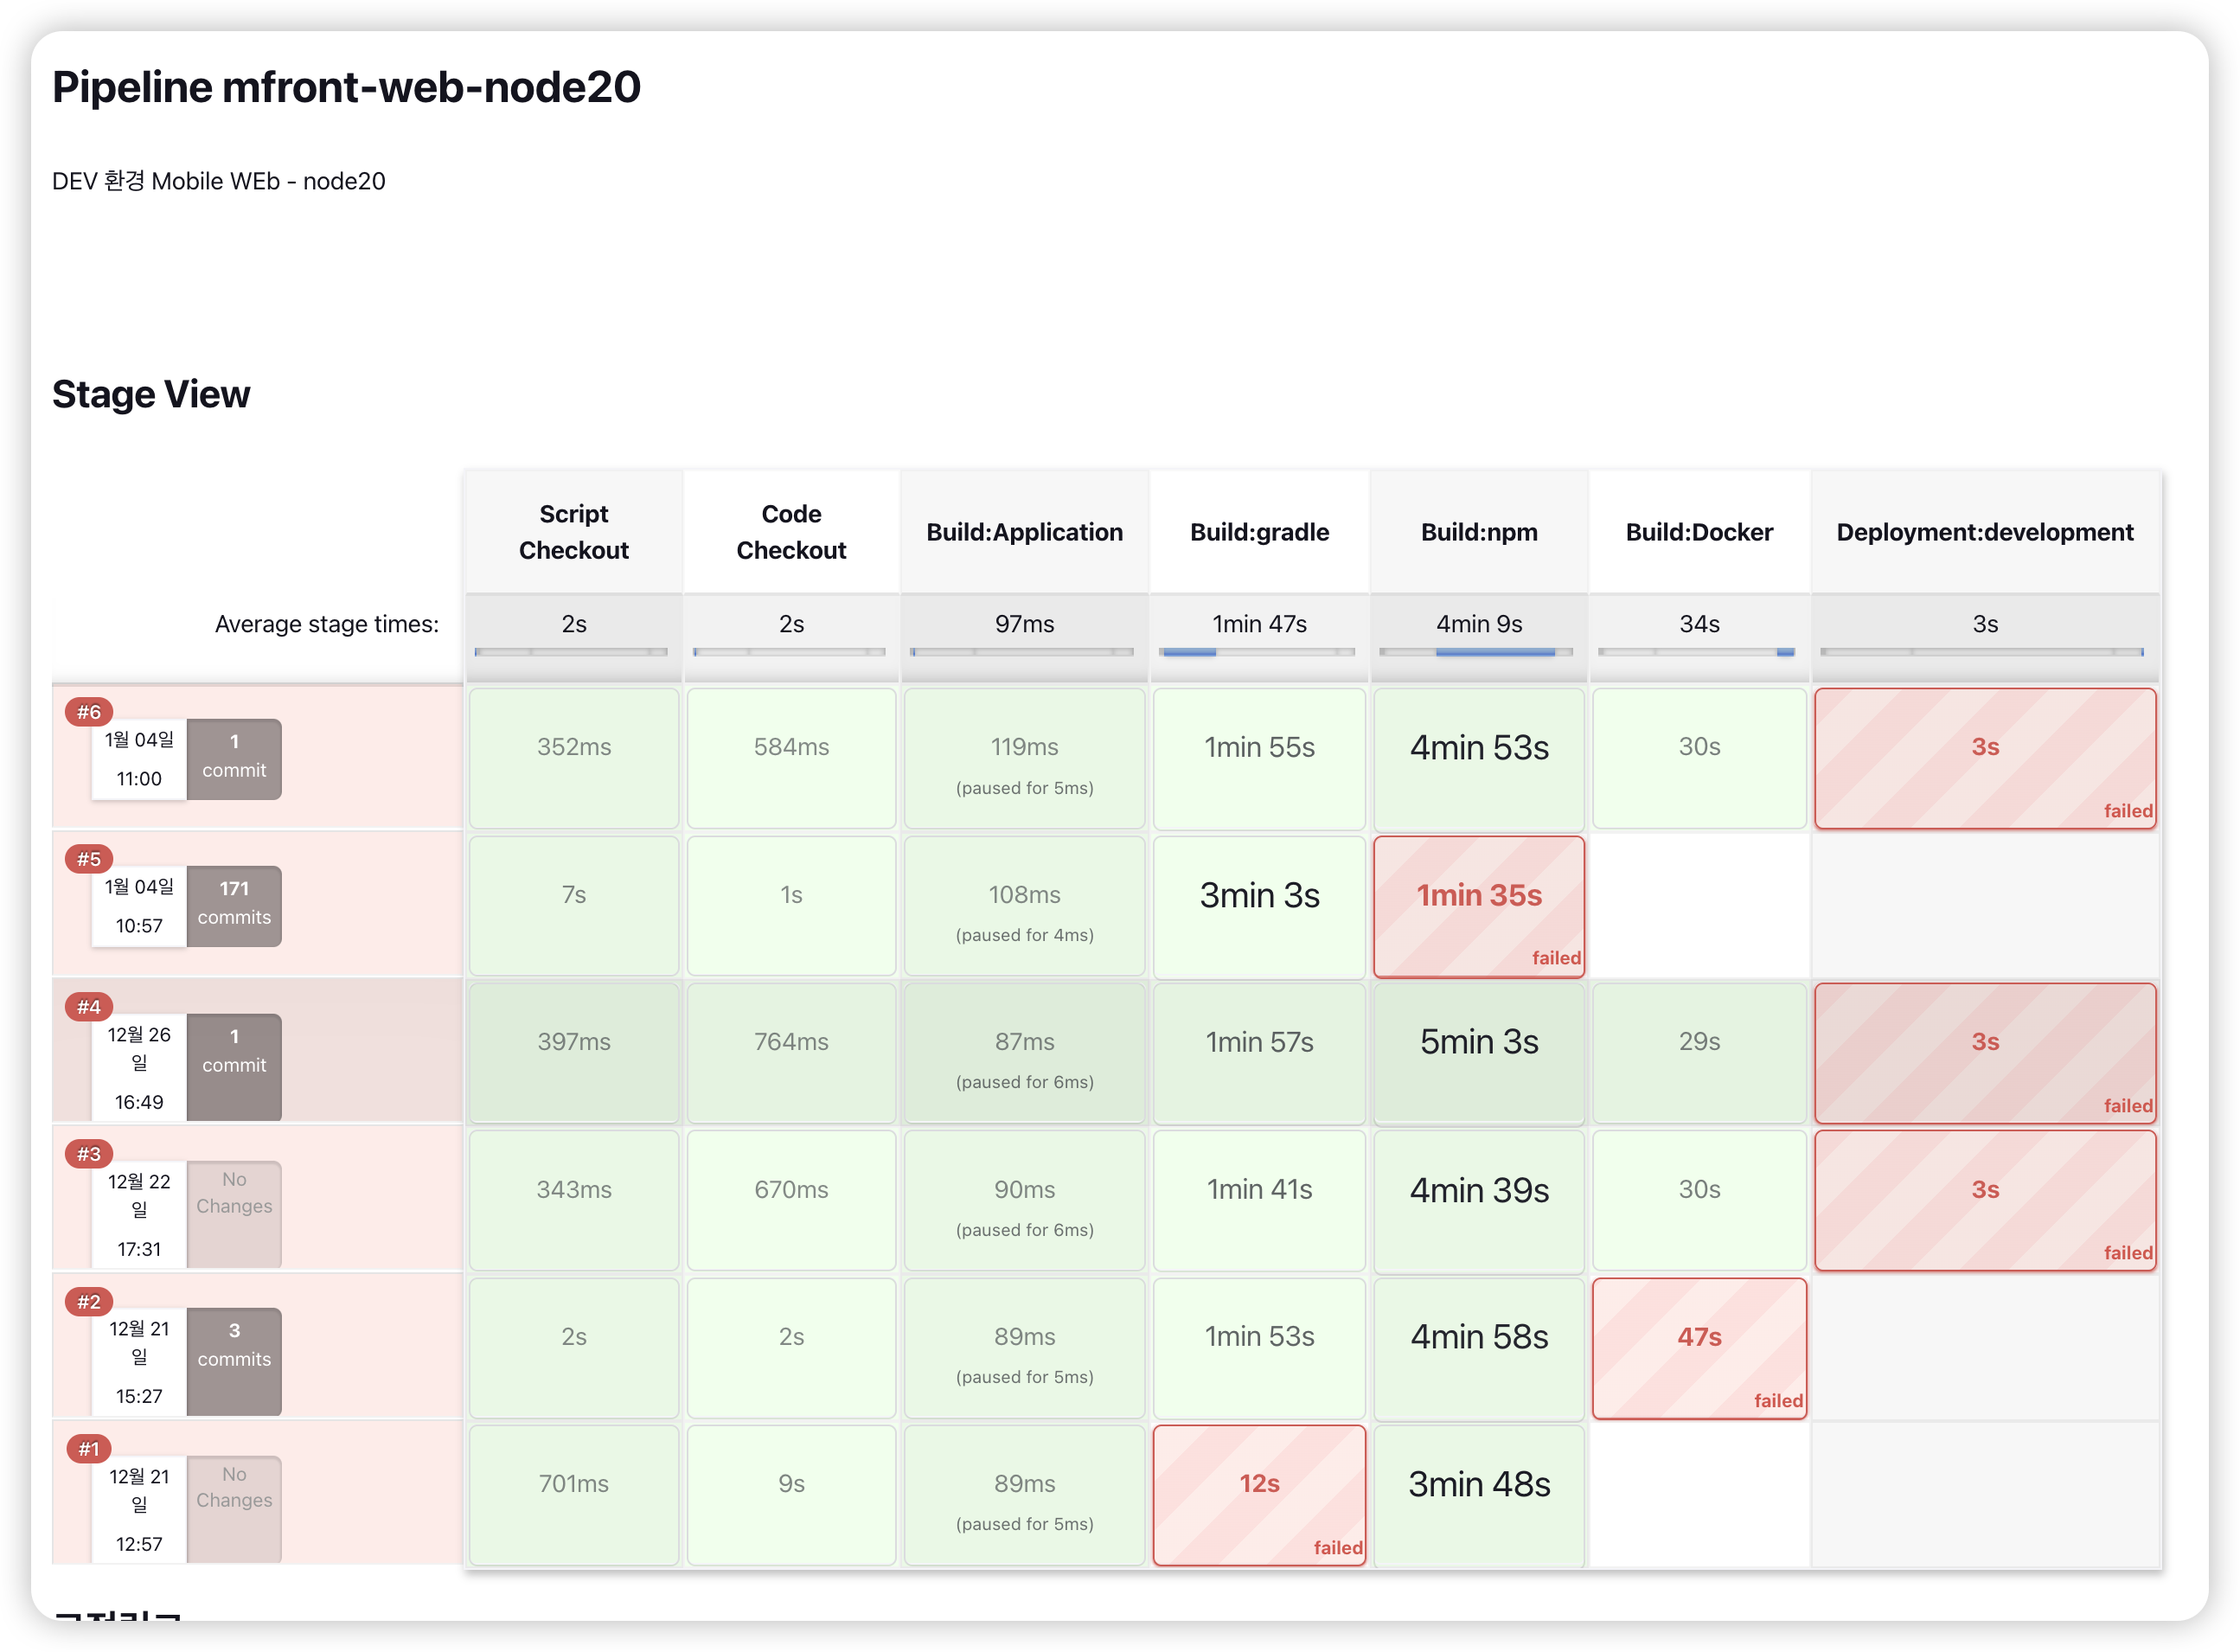 Pipeline mfront-web-node20
DEV 환경 Mobile WEb - node20
Stage View
Script
Checkout
Code
Checkout
Build:Application
Build:gradle
Build:npm
Build:Docker
Deployment:development
Average stage times:
2s
2s
97ms
1min 47s
4min 9s
34s
3s
#6
1월 04일
11:00
1
commit
352ms
584ms
119ms
(paused for 5ms)
1min 55s
4min 53s
30s
3s
failed
#5
1월 04일
10:57
171
commits
7s
1s
108ms
(paused for 4ms)
3min 3s
1min 35s
failed
#4
12월 26
일
16:49
1
commit
397ms
764ms
87ms
(paused for 6ms)
1min 57s
5min 3s
29s
3s
failed
#3
12월 22
일
17:31
No
Changes
343ms
670ms
90ms
(paused for 6ms)
1min 41s
4min 39s
30s
3s
failed
#2
12월 21
일
15:27
3
commits
2s
2s
89ms
(paused for 5ms)
1min 53s
4min 58s
47s
failed
#1
12월 21
일
12:57
No
Changes
701ms
9s
89ms
(paused for 5ms)
12s
failed
3min 48s